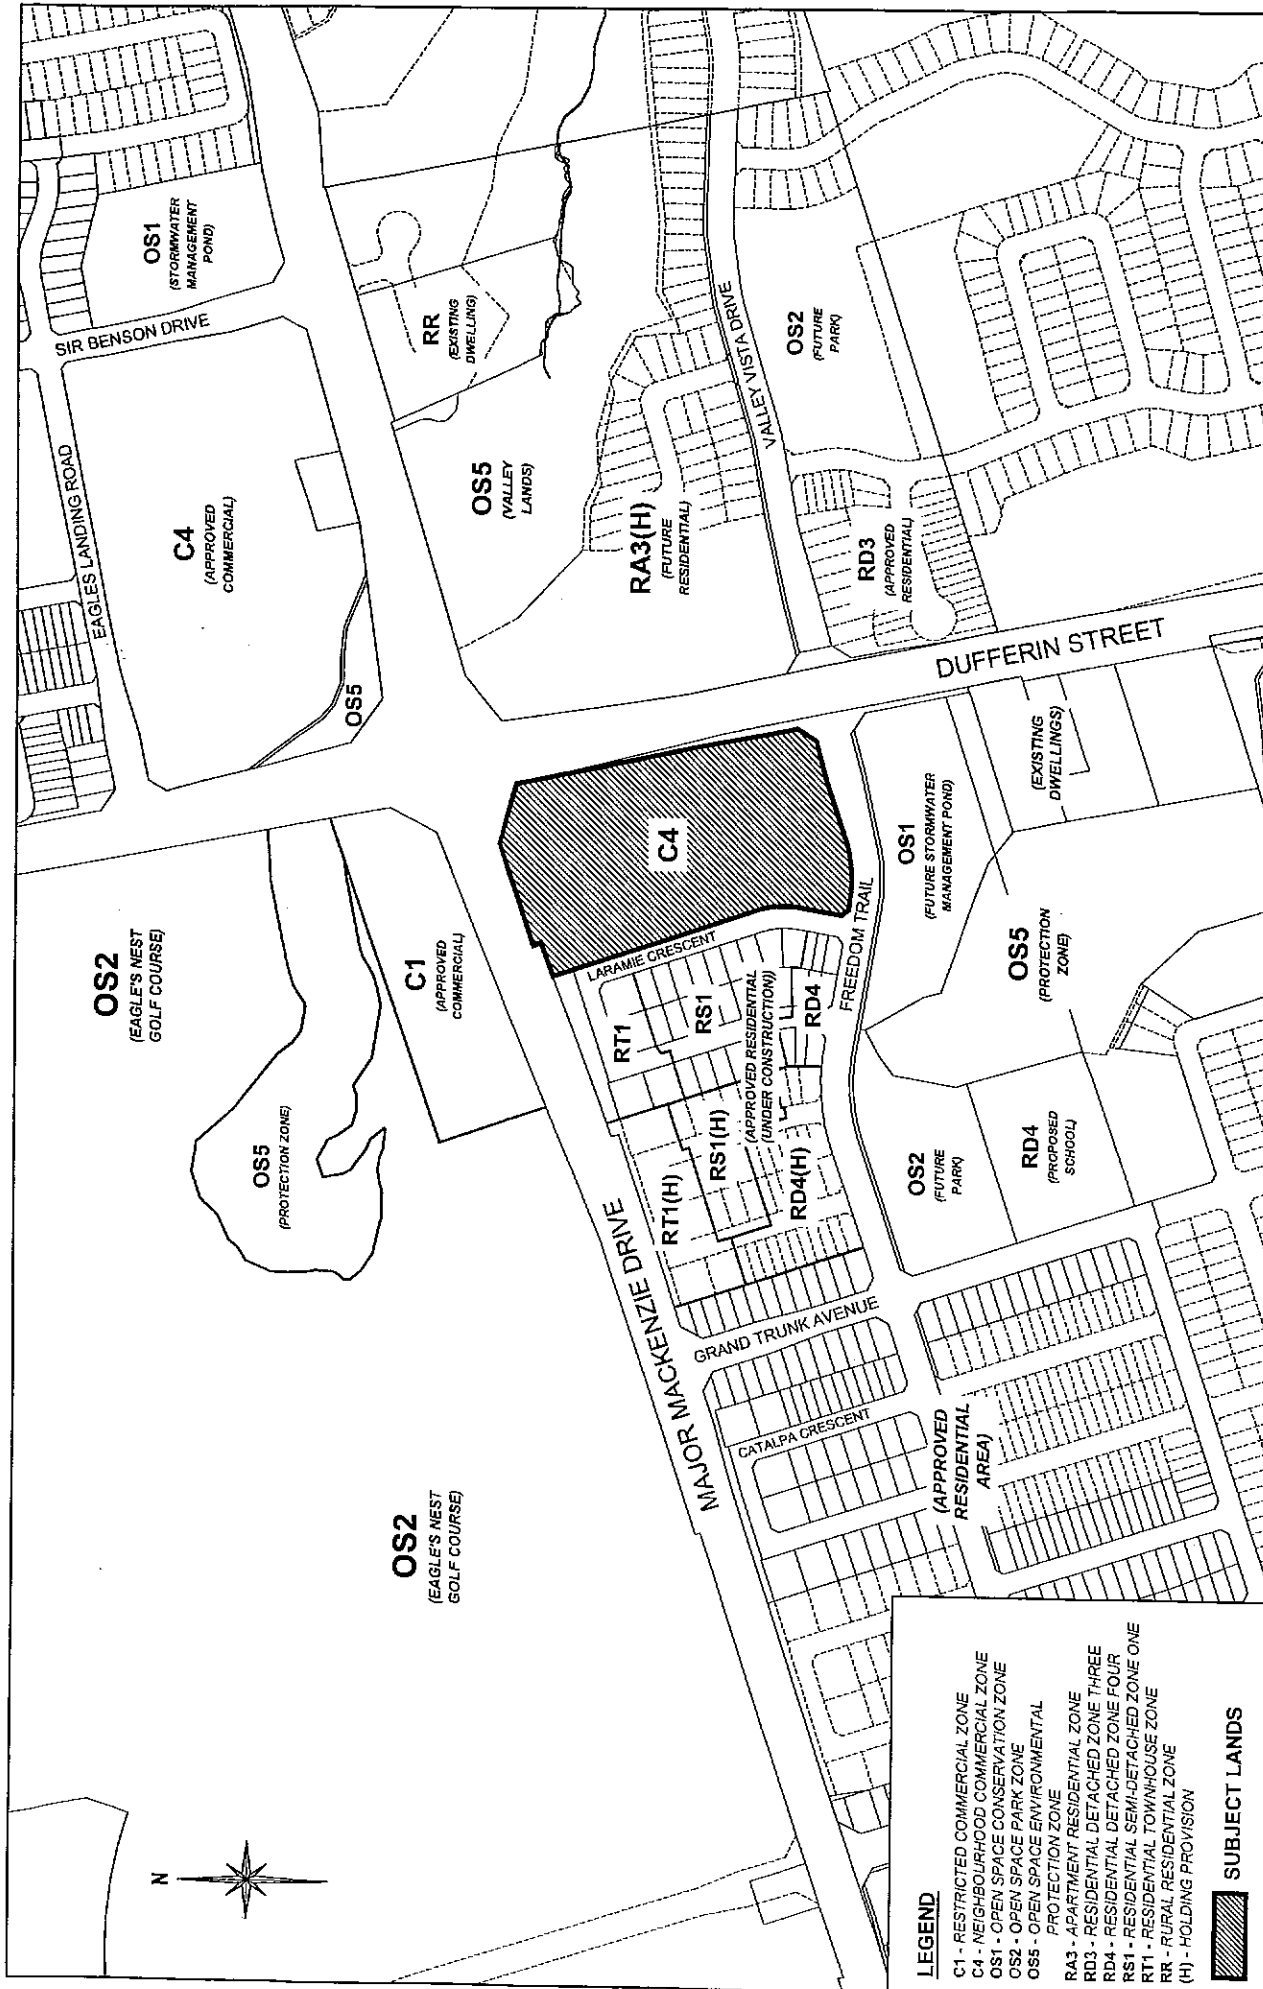 N
OS2
(EAGLE'S NEST
GOLF COURSE)
OS2
(EAGLE'S NEST
GOLF COURSE)
OS5
(PROTECTION ZONE)
C1
(APPROVED
COMMERCIAL)
EAGLES LANDING ROAD
SIR BENSON DRIVE
OS1
(STORMWATER
MANAGEMENT
POND)
C4
(APPROVED
COMMERCIAL)
OS5
RR
(EXISTING
DWELLING)
OS5
(VALLEY
LANDS)
RA3(H)
(FUTURE
RESIDENTIAL)
VALLEY VISTA DRIVE
OS2
(FUTURE
PARK)
RD3
(APPROVED
RESIDENTIAL)
DUFFERIN STREET
MAJOR MACKENZIE DRIVE
C4
LARAMIE CRESCENT
RT1
RS1
RD4
(APPROVED RESIDENTIAL
(UNDER CONSTRUCTION))
RT1(H)
RS1(H)
RD4(H)
FREEDOM TRAIL
GRAND TRUNK AVENUE
CATALPA CRESCENT
(APPROVED
RESIDENTIAL
AREA)
OS1
(FUTURE STORMWATER
MANAGEMENT POND)
(EXISTING
DWELLINGS)
OS5
(PROTECTION
ZONE)
OS2
(FUTURE
PARK)
RD4
(PROPOSED
SCHOOL)
LEGEND
C1 - RESTRICTED COMMERCIAL ZONE
C4 - NEIGHBOURHOOD COMMERCIAL ZONE
OS1 - OPEN SPACE CONSERVATION ZONE
OS2 - OPEN SPACE PARK ZONE
OS5 - OPEN SPACE ENVIRONMENTAL
PROTECTION ZONE
RA3 - APARTMENT RESIDENTIAL ZONE
RD3 - RESIDENTIAL DETACHED ZONE THREE
RD4 - RESIDENTIAL DETACHED ZONE FOUR
RS1 - RESIDENTIAL SEMI-DETACHED ZONE ONE
RT1 - RESIDENTIAL TOWNHOUSE ZONE
RR - RURAL RESIDENTIAL ZONE
(H) - HOLDING PROVISION
SUBJECT LANDS